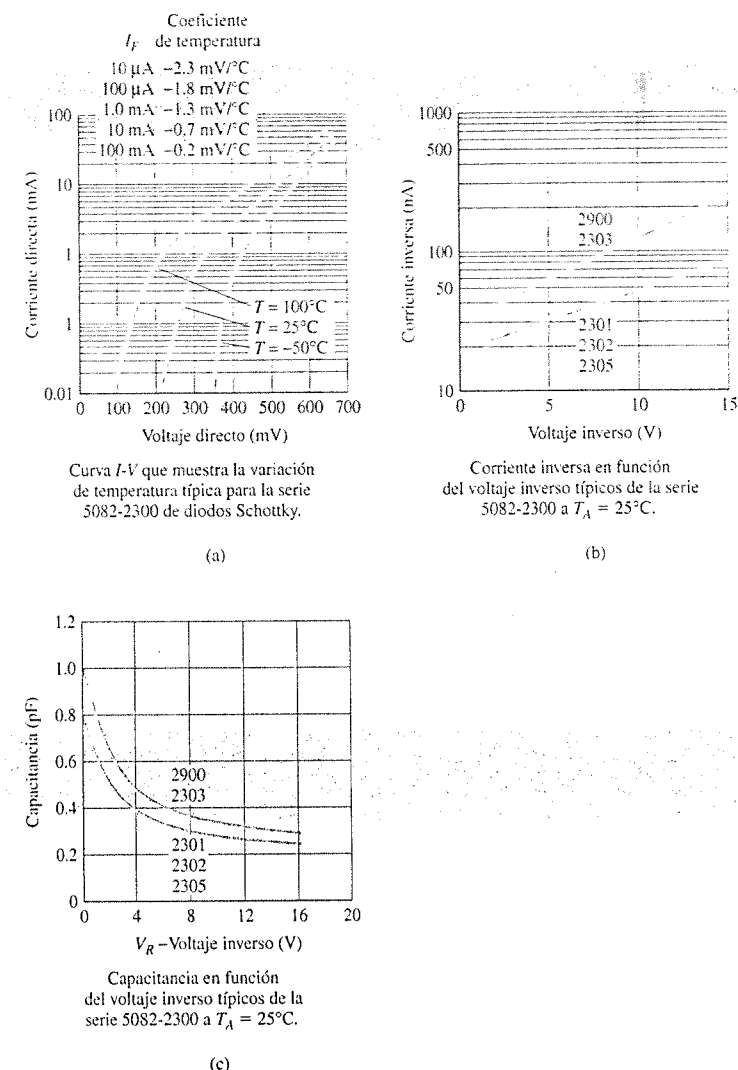 Coeficiente
I_F de temperatura
10 µA −2.3 mV/°C
100 µA −1.8 mV/°C
1.0 mA −1.3 mV/°C
10 mA −0.7 mV/°C
100 mA −0.2 mV/°C
100
10
1
1
0.01
Corriente directa (mA)
T = 100°C
T = 25°C
T = −50°C
0 100 200 300 400 500 600 700
Voltaje directo (mV)
Curva I-V que muestra la variación
de temperatura típica para la serie
5082-2300 de diodos Schottky.
(a)
1000
500
100
50
10
Corriente inversa (nA)
2900
2303
2301
2302
2305
0 5 10 15
Voltaje inverso (V)
Corriente inversa en función
del voltaje inverso típicos de la serie
5082-2300 a T_A = 25°C.
(b)
1.2
1.0
0.8
0.6
0.4
0.2
0
Capacitancia (pF)
2900
2303
2301
2302
2305
0 4 8 12 16 20
V_R –Voltaje inverso (V)
Capacitancia en función
del voltaje inverso típicos de la
serie 5082-2300 a T_A = 25°C.
(c)